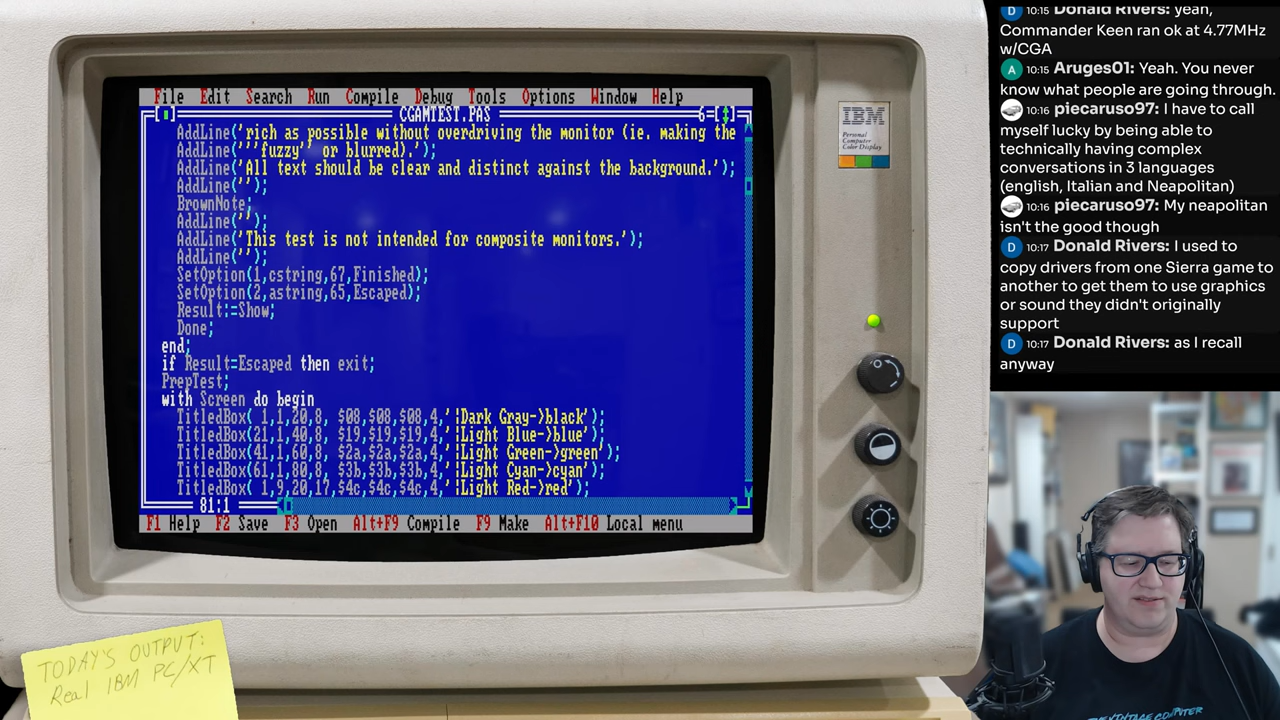 File Edit Search Run Compile Debug Tools Options Window Help
CGAMTEST.PAS 6=[↕]
AddLine('rich as possible without overdriving the monitor (ie. making the
AddLine('''fuzzy'' or blurred).');
AddLine('All text should be clear and distinct against the background.');
AddLine('');
BrownNote;
AddLine('');
AddLine('This test is not intended for composite monitors.');
AddLine('');
SetOption(1,cstring,67,Finished);
SetOption(2,astring,65,Escaped);
Result:=Show;
Done;
end;
if Result=Escaped then exit;
PrepTest;
with Screen do begin
TitledBox( 1,1,20,8, $08,$08,$08,4,'¦Dark Gray->black');
TitledBox(21,1,40,8, $19,$19,$19,4,'¦Light Blue->blue');
TitledBox(41,1,60,8, $2a,$2a,$2a,4,'¦Light Green->green');
TitledBox(61,1,80,8, $3b,$3b,$3b,4,'¦Light Cyan->cyan');
TitledBox( 1,9,20,17,$4c,$4c,$4c,4,'¦Light Red->red');
81:1
F1 Help F2 Save F3 Open Alt+F9 Compile F9 Make Alt+F10 Local menu
IBM
Personal
Computer
Color Display
TODAY'S OUTPUT:
Real IBM PC/XT
D 10:15 Donald Rivers: yeah,
Commander Keen ran ok at 4.77MHz
w/CGA
A 10:15 Aruges01: Yeah. You never
know what people are going through.
10:16 piecaruso97: I have to call
myself lucky by being able to
technically having complex
conversations in 3 languages
(english, Italian and Neapolitan)
10:16 piecaruso97: My neapolitan
isn't the good though
D 10:17 Donald Rivers: I used to
copy drivers from one Sierra game to
another to get them to use graphics
or sound they didn't originally
support
D 10:17 Donald Rivers: as I recall
anyway
VINTAGE COMPUTER